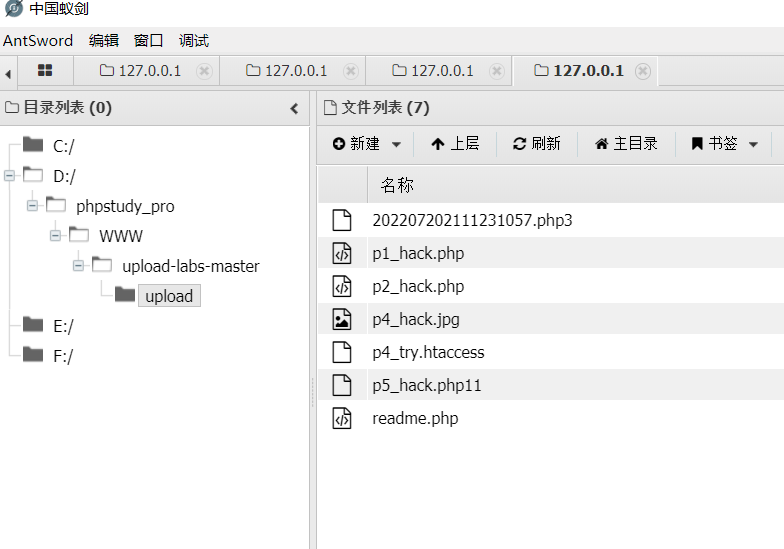 中国蚁剑
AntSword 编辑 窗口 调试
127.0.0.1 127.0.0.1 127.0.0.1 127.0.0.1
目录列表 (0)
C:/
D:/
phpstudy_pro
WWW
upload-labs-master
upload
E:/
F:/
文件列表 (7)
新建 上层 刷新 主目录 书签
名称
202207202111231057.php3
p1_hack.php
p2_hack.php
p4_hack.jpg
p4_try.htaccess
p5_hack.php11
readme.php